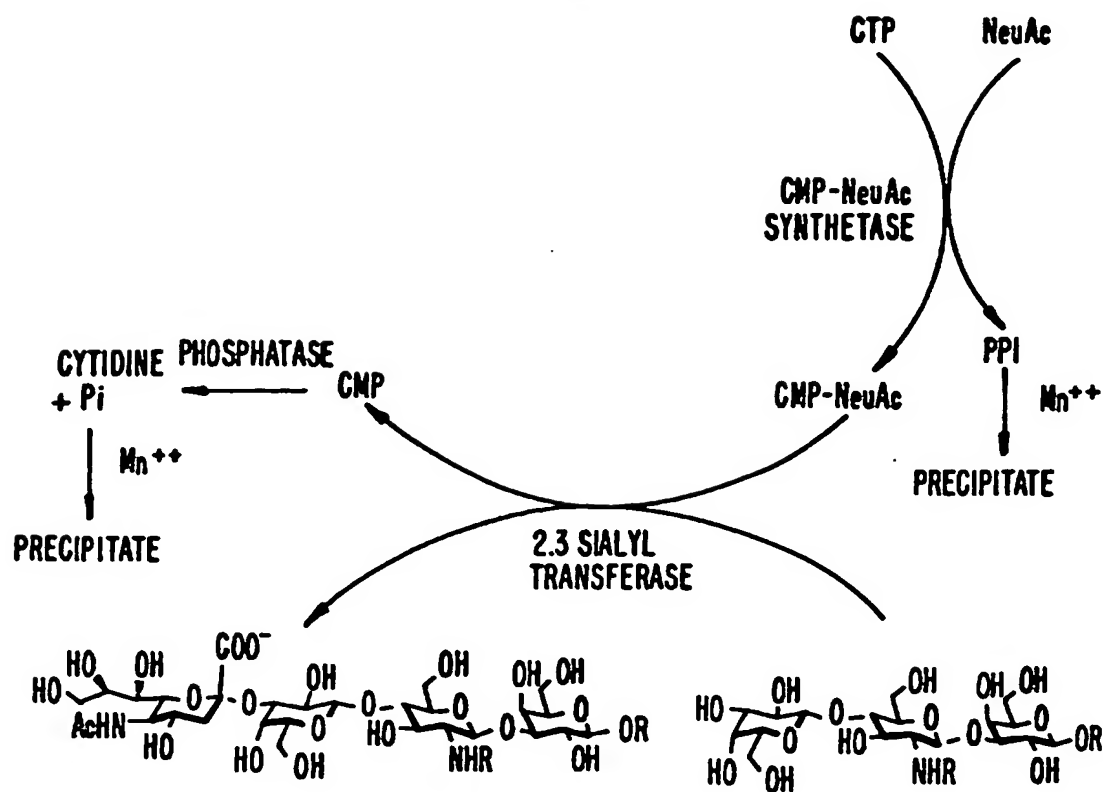 CTP NeuAc
CMP-NeuAc
SYNTHETASE
PPI
Mn++
PRECIPITATE
CMP-NeuAc
CYTIDINE
+ Pi
PHOSPHATASE
CMP
Mn++
PRECIPITATE
2.3 SIALYL
TRANSFERASE
COO-
HO OH
HO
AcHN
HO
O
OH
O
HO
OH
O
OH
O
HO
NHR
O
OH OH
O
OR
OH
HO
HO
OH
O
O
OH
O
HO
NHR
O
OH OH
O
OR
OH